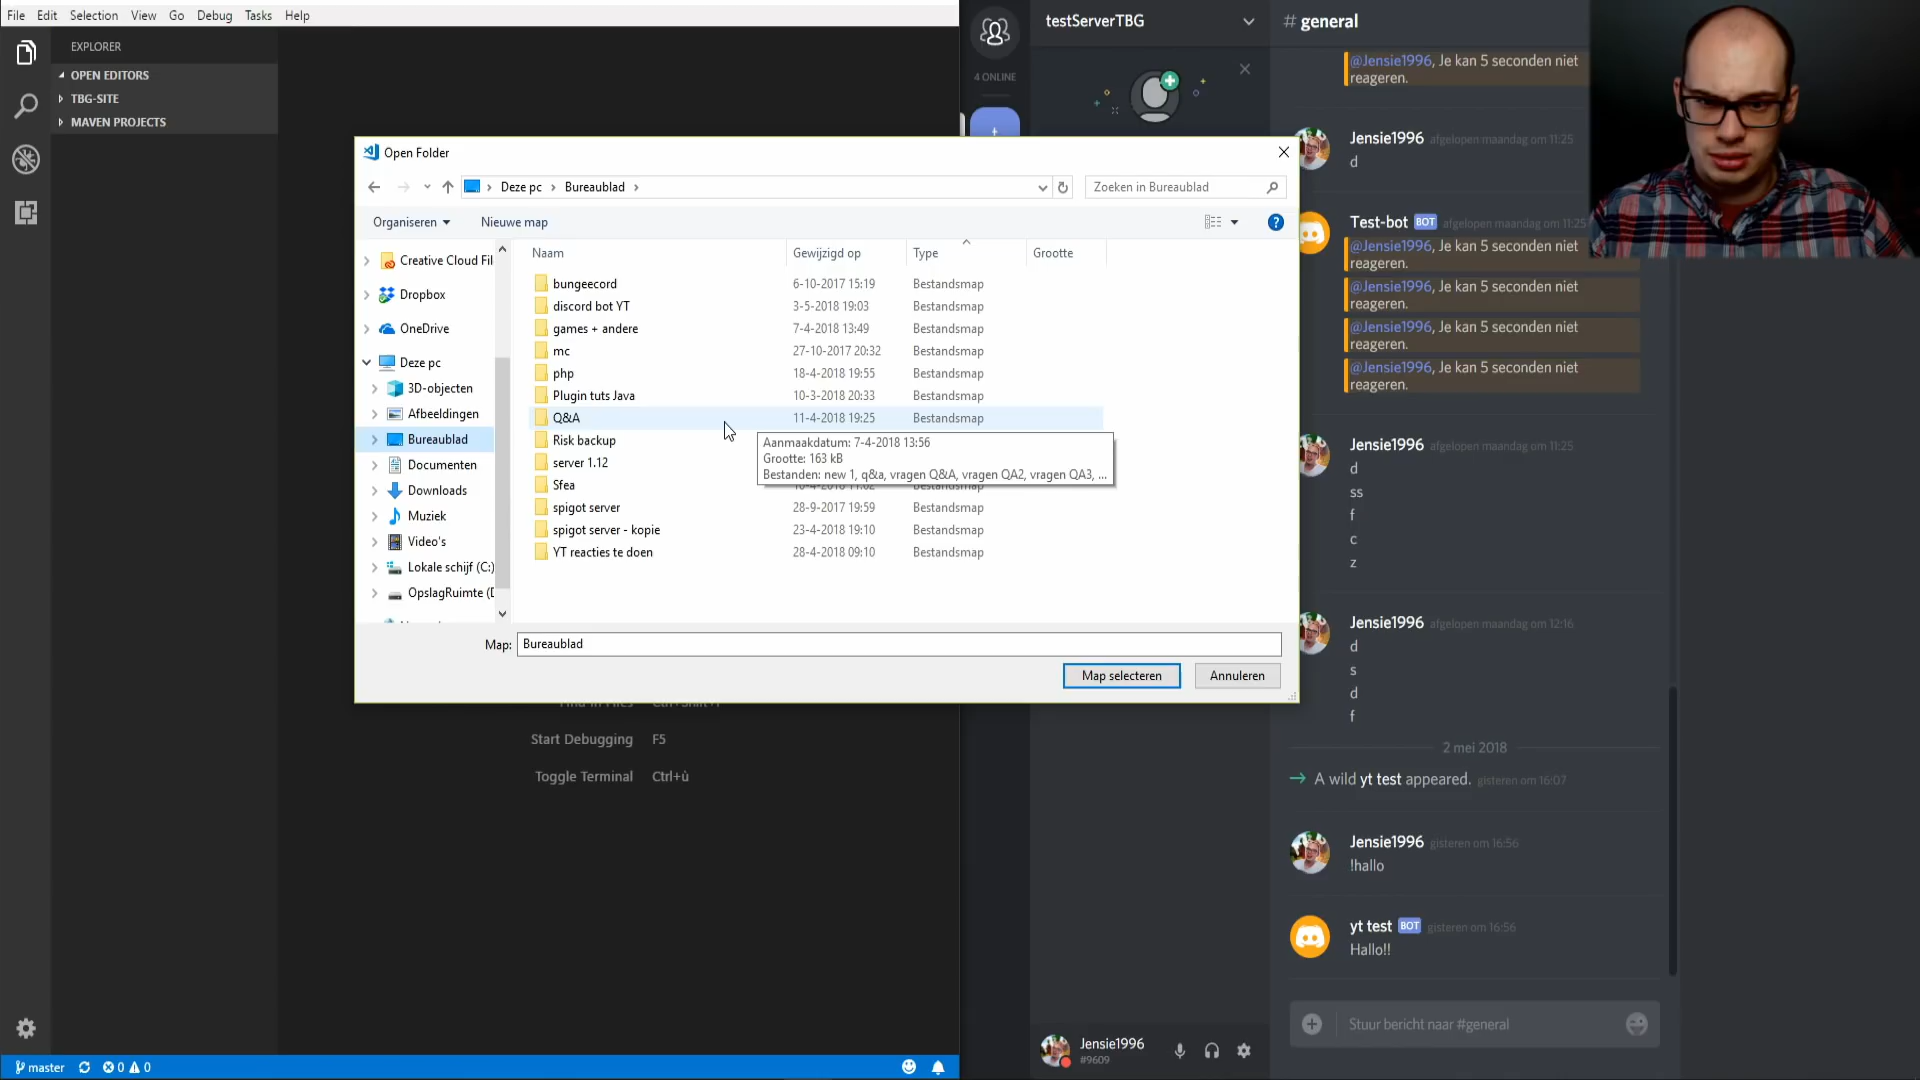 File Edit Selection View Go Debug Tasks Help
EXPLORER
OPEN EDITORS
TBG-SITE
MAVEN PROJECTS
Open Folder
Deze pc
Bureaublad
Zoeken in Bureaublad
Organiseren
Nieuwe map
Creative Cloud Fil
Dropbox
OneDrive
Deze pc
3D-objecten
Afbeeldingen
Bureaublad
Documenten
Downloads
Muziek
Video's
Lokale schijf (C:)
OpslagRuimte (D
Naam Gewijzigd op Type Grootte
bungeecord 6-10-2017 15:19 Bestandsmap
discord bot YT 3-5-2018 19:03 Bestandsmap
games + andere 7-4-2018 13:49 Bestandsmap
mc 27-10-2017 20:32 Bestandsmap
php 18-4-2018 19:55 Bestandsmap
Plugin tuts Java 10-3-2018 20:33 Bestandsmap
Q&A 11-4-2018 19:25 Bestandsmap
Risk backup
server 1.12
Sfea
spigot server 28-9-2017 19:59 Bestandsmap
spigot server - kopie 23-4-2018 19:10 Bestandsmap
YT reacties te doen 28-4-2018 09:10 Bestandsmap
Aanmaakdatum: 7-4-2018 13:56
Grootte: 163 kB
Bestanden: new 1, q&a, vragen Q&A, vragen QA2, vragen QA3, ...
Map: Bureaublad
Map selecteren
Annuleren
Start Debugging F5
Toggle Terminal Ctrl+ù
master 0 0
testServerTBG
4 ONLINE
# general
@Jensie1996, Je kan 5 seconden niet
reageren.
Jensie1996 afgelopen maandag om 11:25
d
Test-bot BOT afgelopen maandag om 11:25
@Jensie1996, Je kan 5 seconden niet
reageren.
@Jensie1996, Je kan 5 seconden niet
reageren.
@Jensie1996, Je kan 5 seconden niet
reageren.
@Jensie1996, Je kan 5 seconden niet
reageren.
Jensie1996 afgelopen maandag om 11:25
d
ss
f
c
z
Jensie1996 afgelopen maandag om 12:16
d
s
d
f
2 mei 2018
A wild yt test appeared. gisteren om 16:07
Jensie1996 gisteren om 16:56
!hallo
yt test BOT gisteren om 16:56
Hallo!!
Stuur bericht naar #general
Jensie1996
#9609